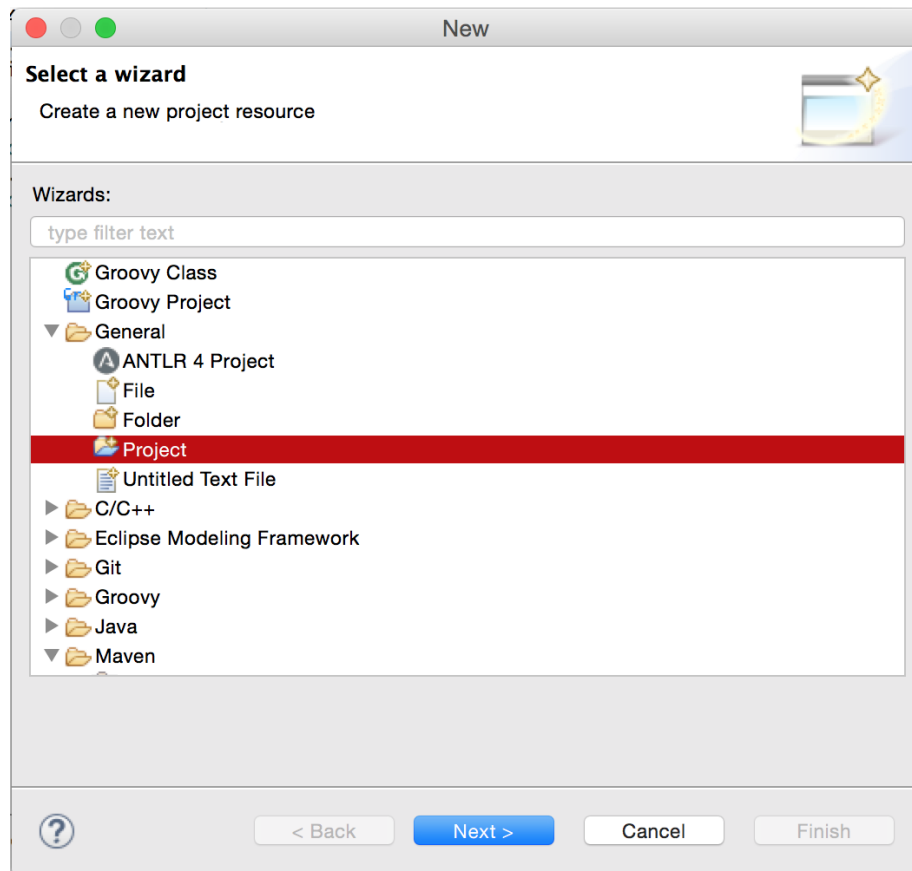 New
Select a wizard
Create a new project resource
Wizards:
type filter text
Groovy Class
Groovy Project
General
ANTLR 4 Project
File
Folder
Project
Untitled Text File
C/C++
Eclipse Modeling Framework
Git
Groovy
Java
Maven
? < Back Next > Cancel Finish